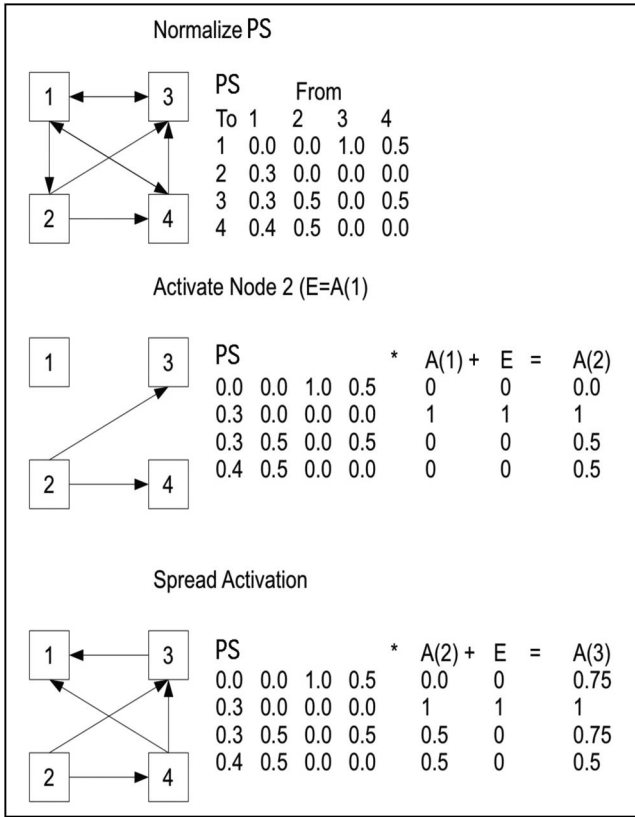 Normalize PS
1 3
2 4
PS From
To 1 2 3 4
1 0.0 0.0 1.0 0.5
2 0.3 0.0 0.0 0.0
3 0.3 0.5 0.0 0.5
4 0.4 0.5 0.0 0.0
Activate Node 2 (E=A(1)
1 3
2 4
PS * A(1) + E = A(2)
0.0 0.0 1.0 0.5 0 0 0.0
0.3 0.0 0.0 0.0 1 1 1
0.3 0.5 0.0 0.5 0 0 0.5
0.4 0.5 0.0 0.0 0 0 0.5
Spread Activation
1 3
2 4
PS * A(2) + E = A(3)
0.0 0.0 1.0 0.5 0.0 0 0.75
0.3 0.0 0.0 0.0 1 1 1
0.3 0.5 0.0 0.5 0.5 0 0.75
0.4 0.5 0.0 0.0 0.5 0 0.5